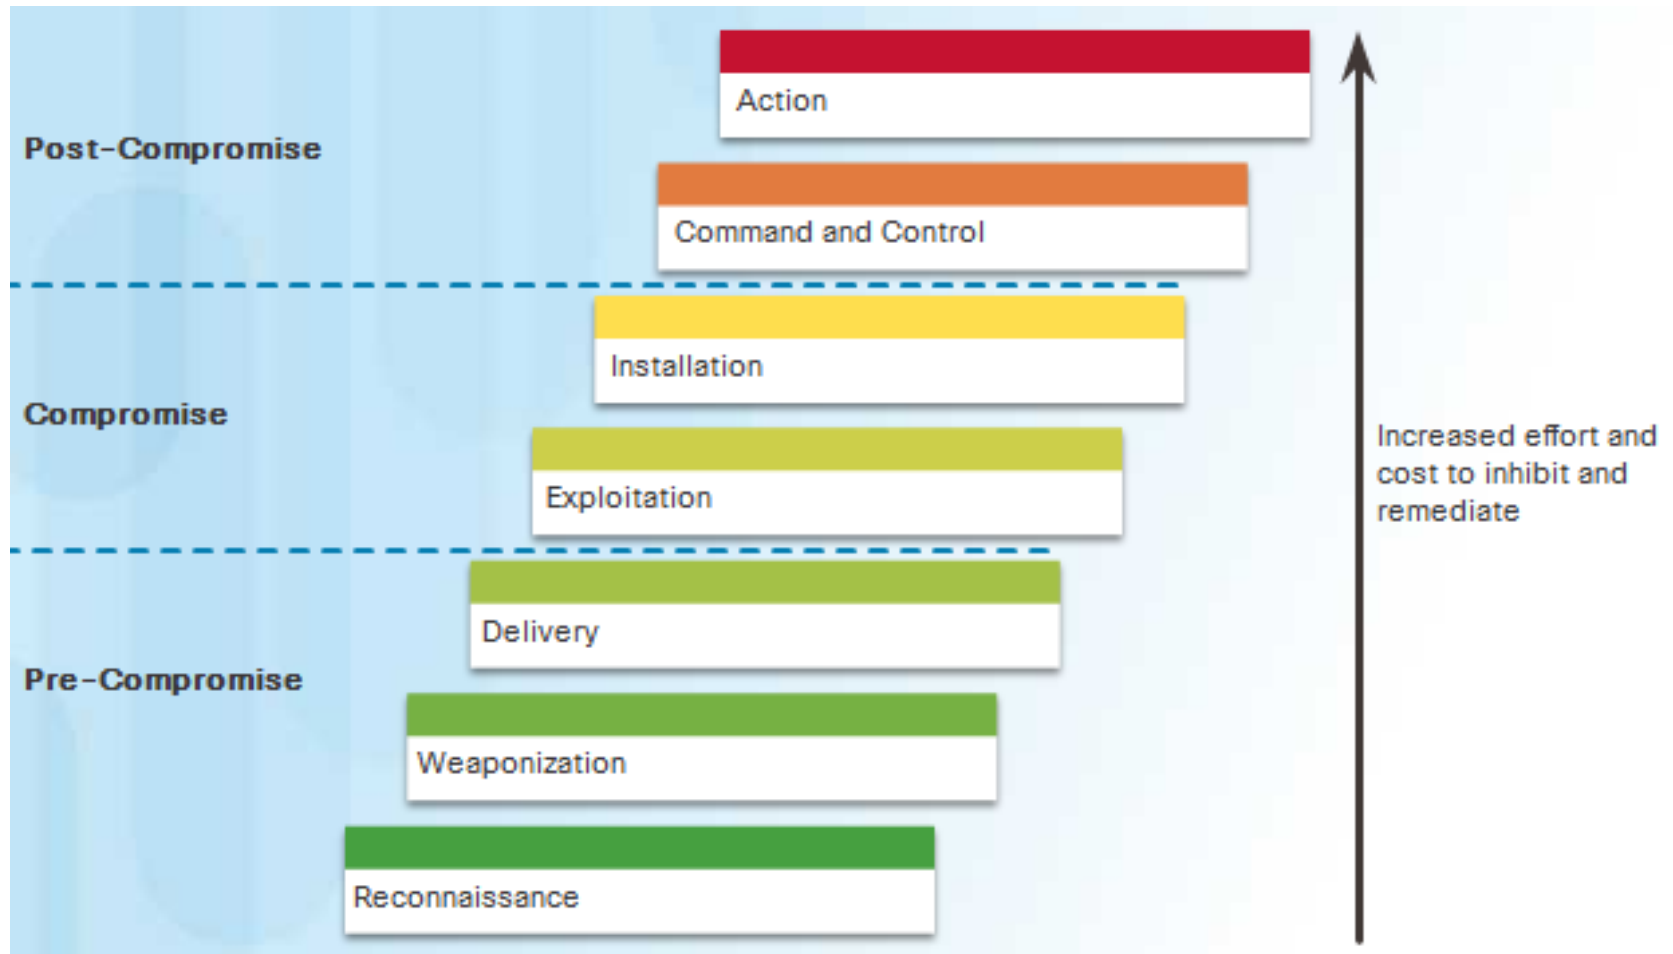 Action
Post-Compromise
Command and Control
Installation
Compromise
Increased effort and
cost to inhibit and
remediate
Exploitation
Delivery
Pre-Compromise
Weaponization
Reconnaissance